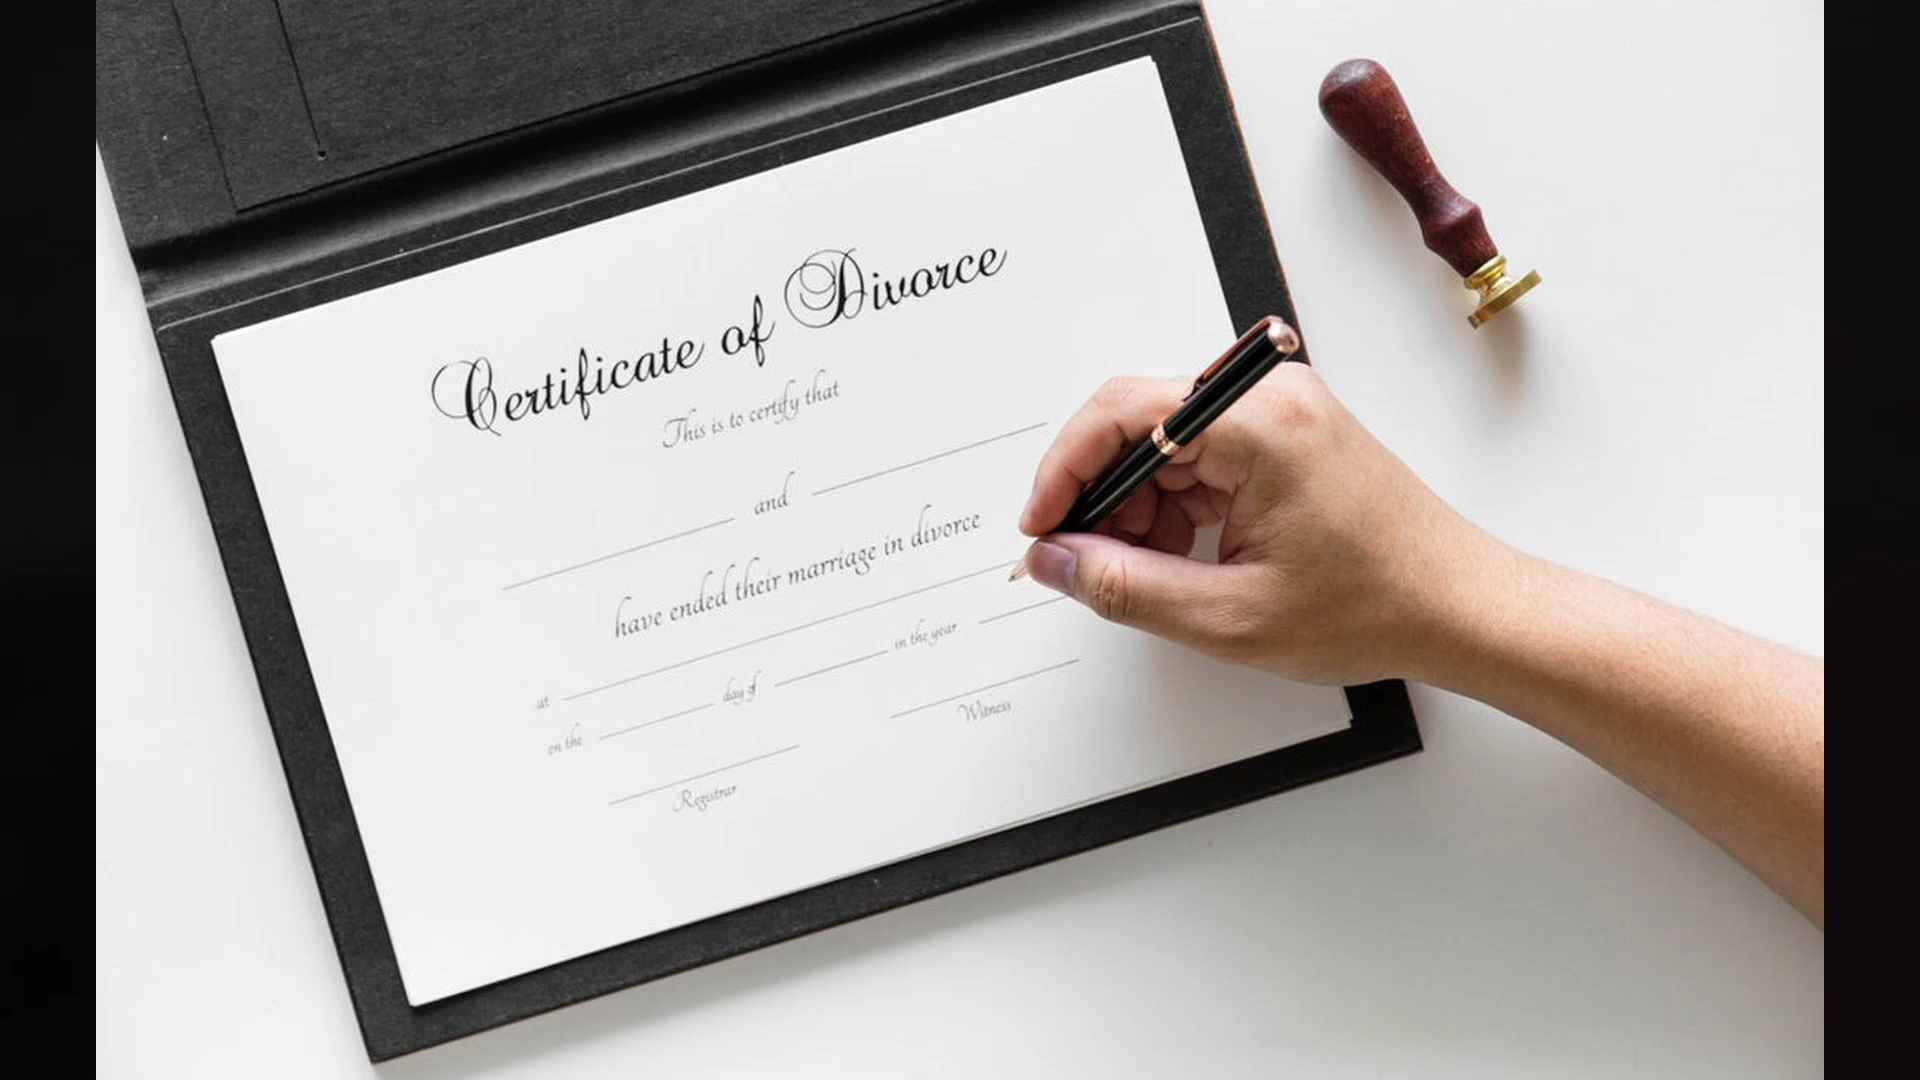 Certificate of Divorce
This is to certify that
and
have ended their marriage in divorce
at
on the day of in the year
Registrar Witness